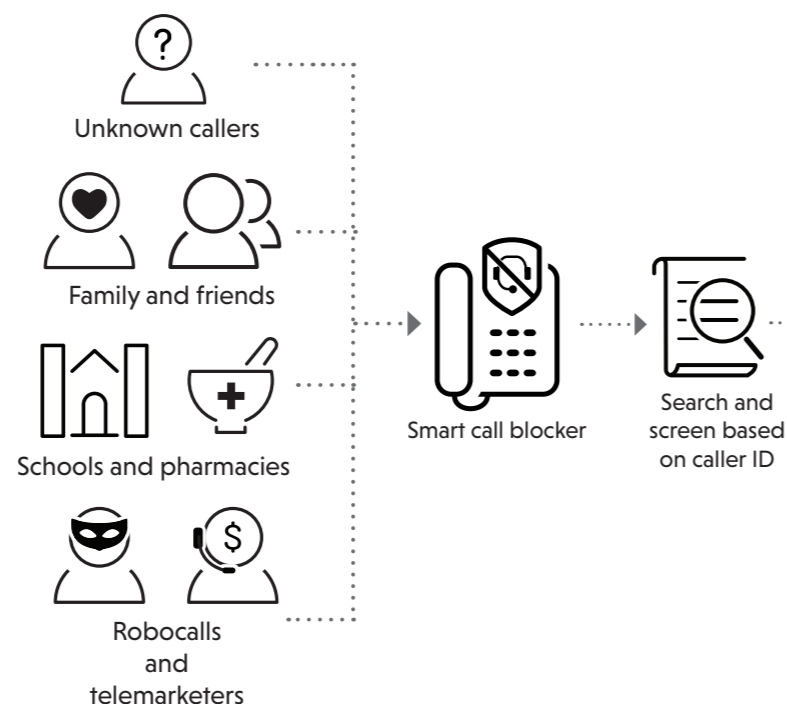 ?
Unknown callers
Family and friends
Schools and pharmacies
$
Robocalls
and
telemarketers
Smart call blocker
Search and
screen based
on caller ID